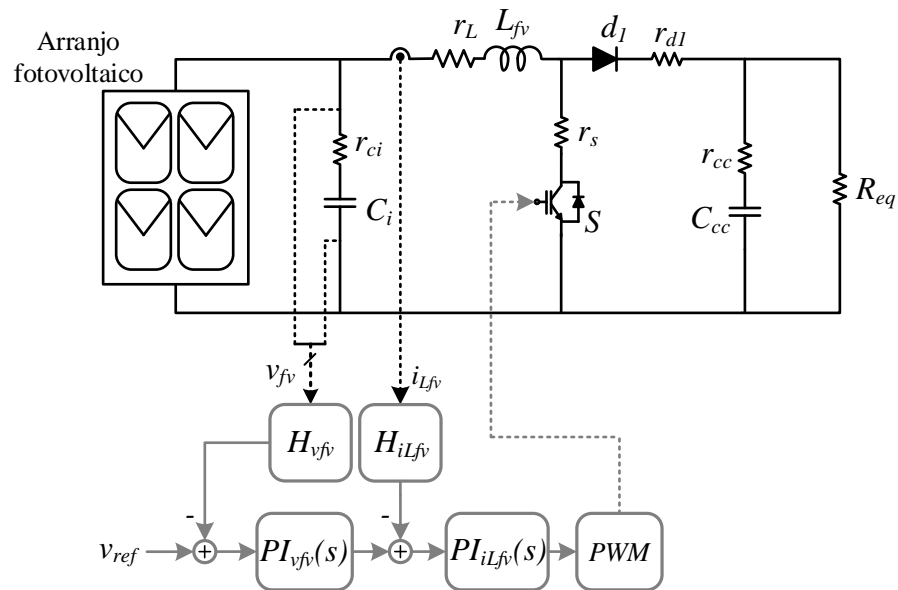 Arranjo
fotovoltaico
r_L
L_fv
d_1
r_d1
r_ci
C_i
r_s
S
r_cc
C_cc
R_eq
v_fv
i_Lfv
H_vfv
H_iLfv
-
-
v_ref
+
PI_vfv(s)
+
PI_iLfv(s)
PWM